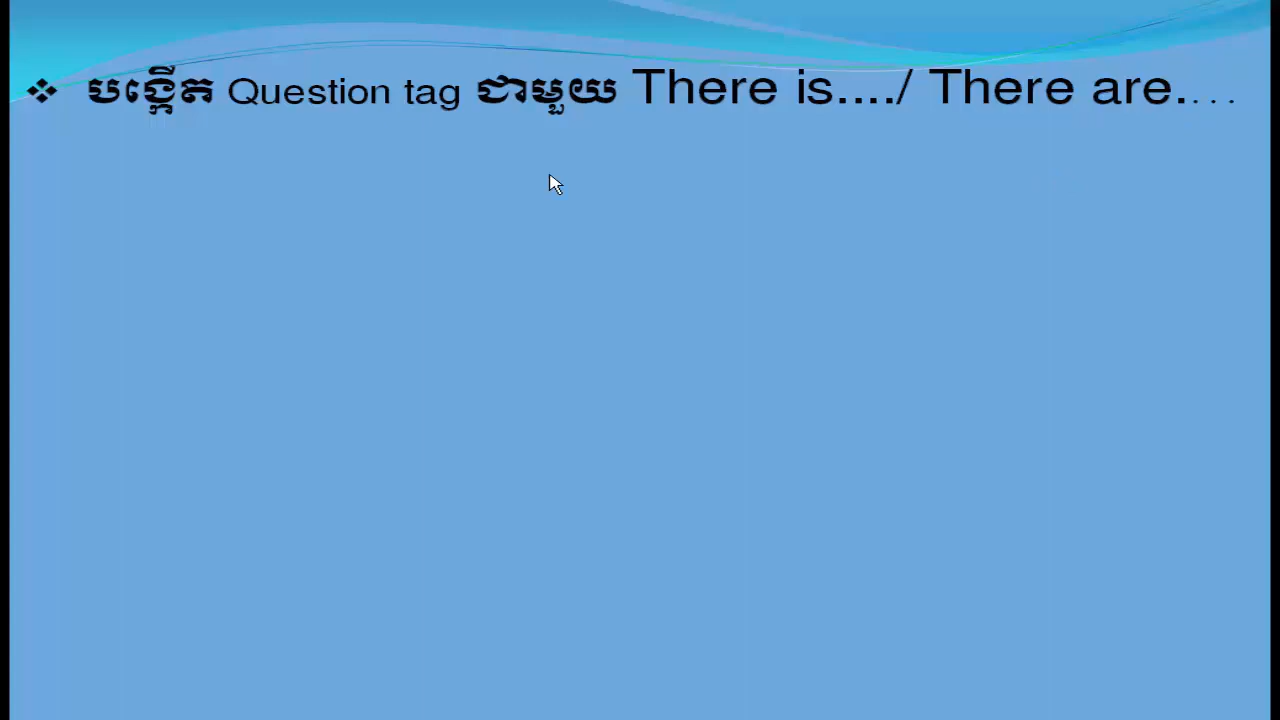 ❖ បង្កើត Question tag ជាមួយ There is..../ There are....